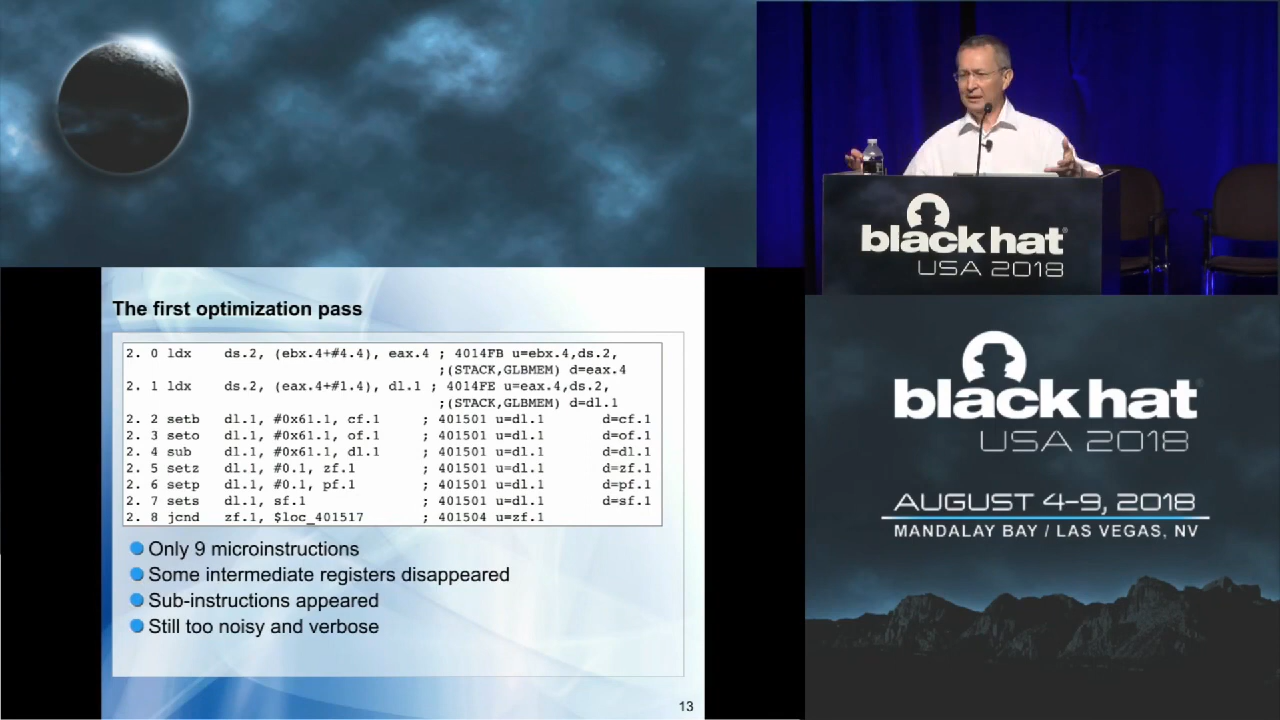 black hat
USA 2018
The first optimization pass
2. 0 ldx ds.2, (ebx.4+#4.4), eax.4 ; 4014FB u=ebx.4,ds.2,
;(STACK,GLBMEM) d=eax.4
2. 1 ldx ds.2, (eax.4+#1.4), dl.1 ; 4014FE u=eax.4,ds.2,
;(STACK,GLBMEM) d=dl.1
2. 2 setb dl.1, #0x61.1, cf.1 ; 401501 u=dl.1 d=cf.1
2. 3 seto dl.1, #0x61.1, of.1 ; 401501 u=dl.1 d=of.1
2. 4 sub dl.1, #0x61.1, dl.1 ; 401501 u=dl.1 d=dl.1
2. 5 setz dl.1, #0.1, zf.1 ; 401501 u=dl.1 d=zf.1
2. 6 setp dl.1, #0.1, pf.1 ; 401501 u=dl.1 d=pf.1
2. 7 sets dl.1, sf.1 ; 401501 u=dl.1 d=sf.1
2. 8 jcnd zf.1, $loc_401517 ; 401504 u=zf.1
Only 9 microinstructions
Some intermediate registers disappeared
Sub-instructions appeared
Still too noisy and verbose
13
black hat
USA 2018
AUGUST 4-9, 2018
MANDALAY BAY / LAS VEGAS, NV